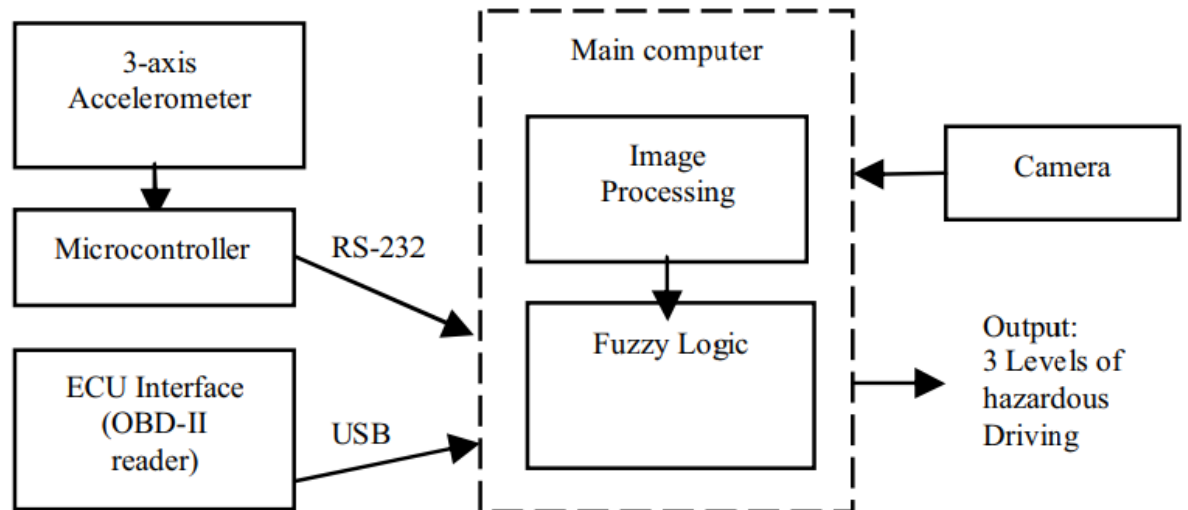 3-axis
Accelerometer
Microcontroller
RS-232
ECU Interface
(OBD-II
reader)
USB
Main computer
Image
Processing
Fuzzy Logic
Camera
Output:
3 Levels of
hazardous
Driving